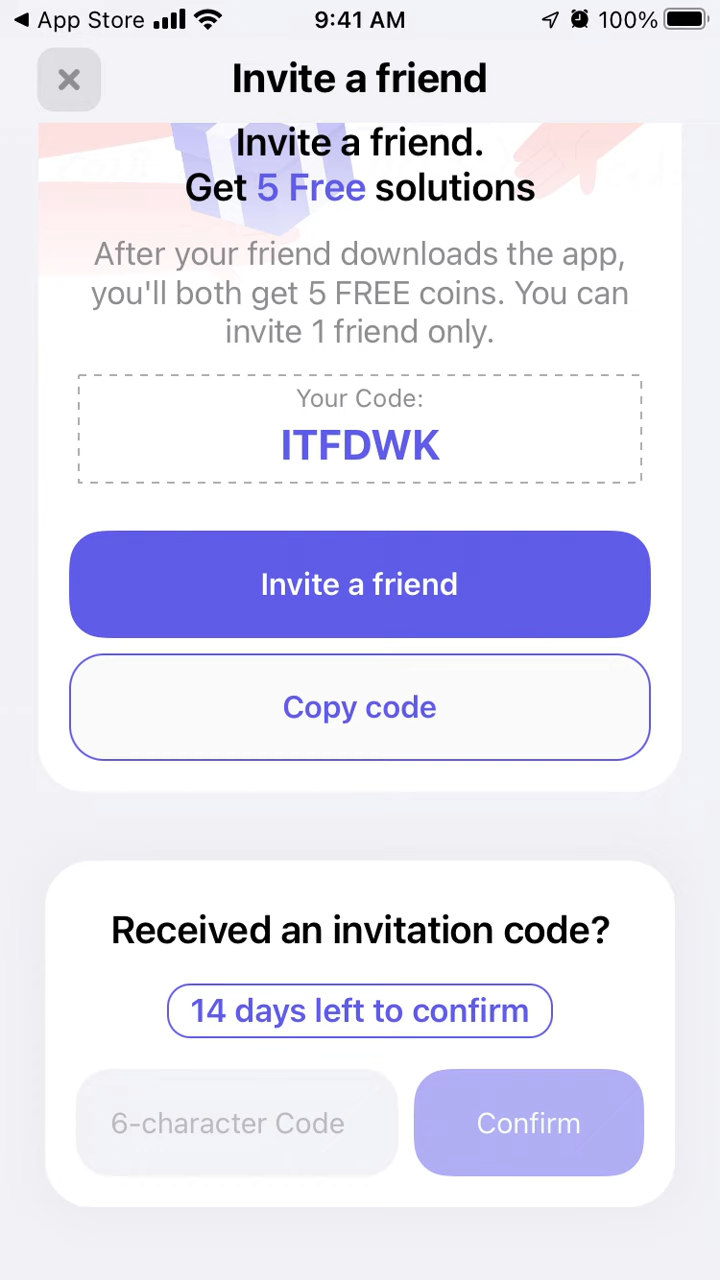 App Store
9:41 AM
100%
Invite a friend
Invite a friend.
Get 5 Free solutions
After your friend downloads the app,
you'll both get 5 FREE coins. You can
invite 1 friend only.
Your Code:
ITFDWK
Invite a friend
Copy code
Received an invitation code?
14 days left to confirm
6-character Code
Confirm